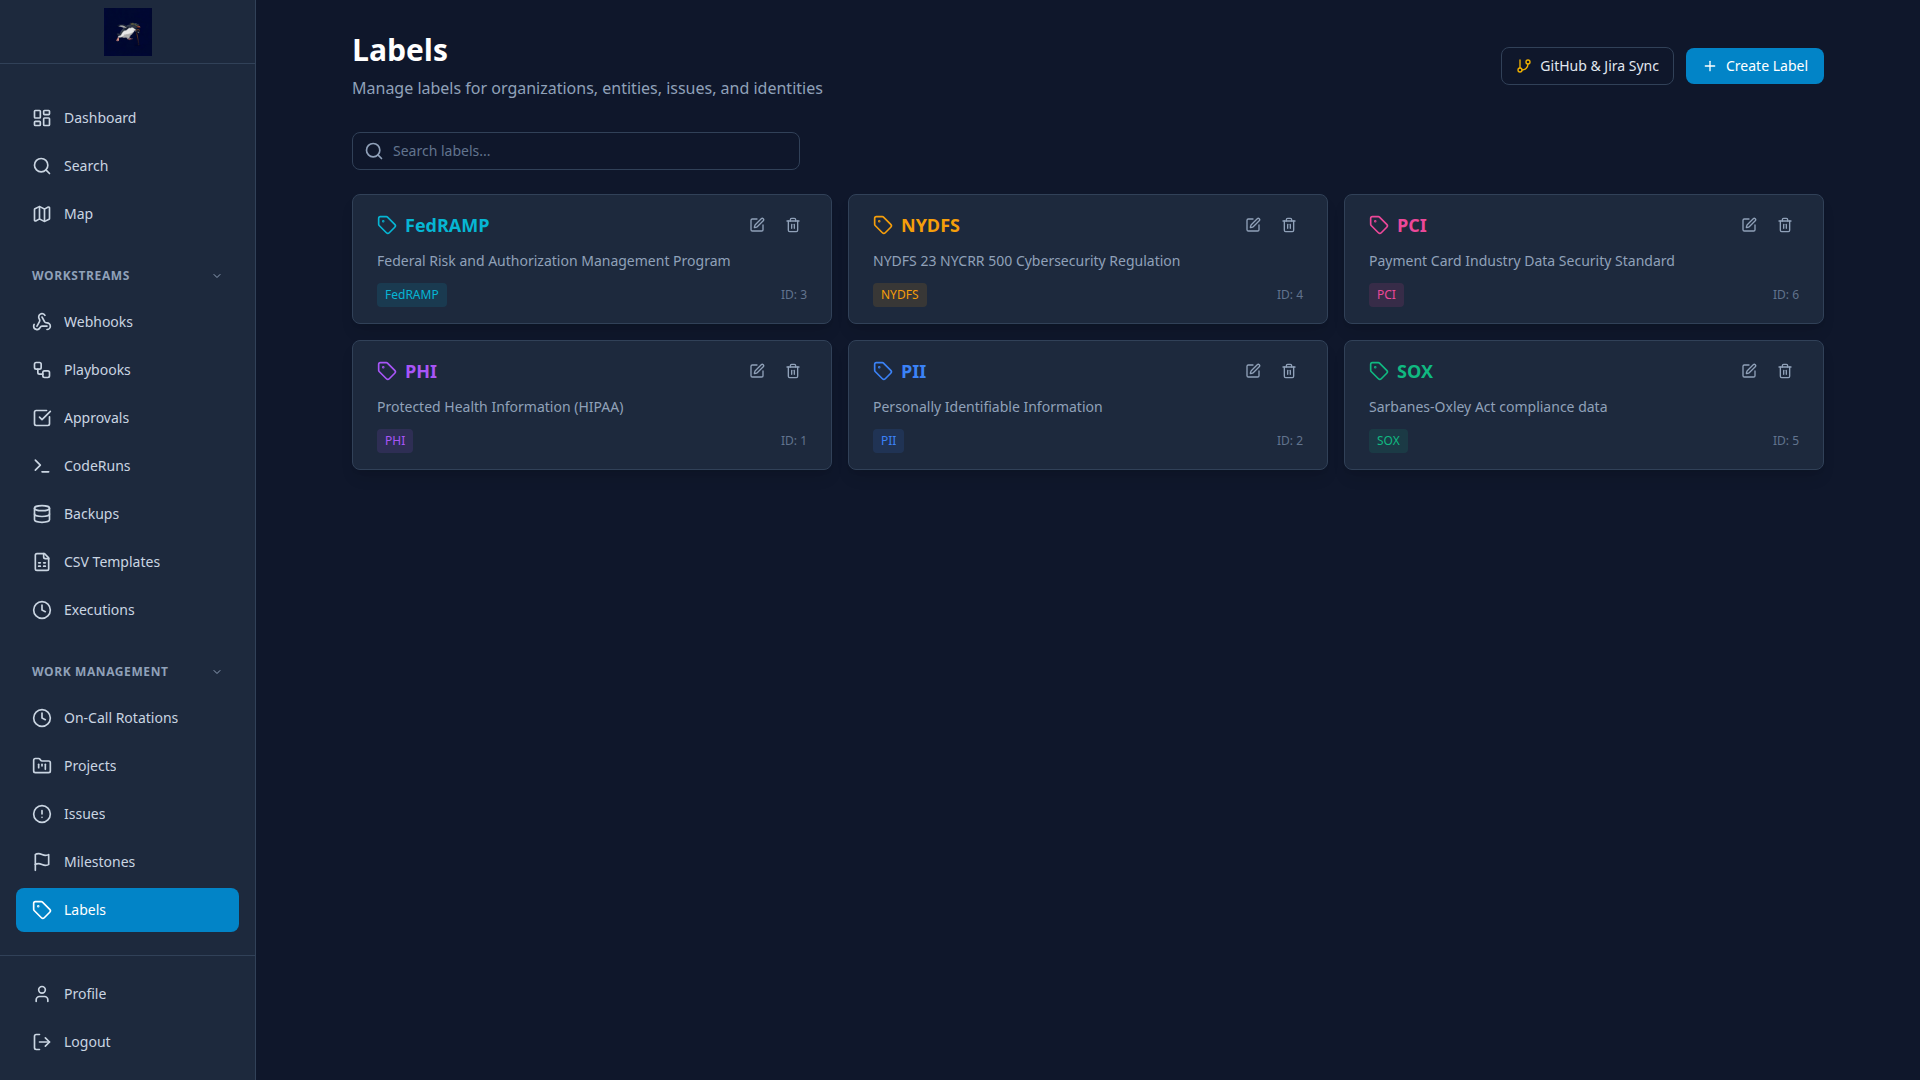 Dashboard
Search
Map
WORKSTREAMS
Webhooks
Playbooks
Approvals
CodeRuns
Backups
CSV Templates
Executions
WORK MANAGEMENT
On-Call Rotations
Projects
Issues
Milestones
Labels
Profile
Logout
Labels
Manage labels for organizations, entities, issues, and identities
GitHub & Jira Sync
Create Label
Search labels...
FedRAMP
Federal Risk and Authorization Management Program
FedRAMP
ID: 3
NYDFS
NYDFS 23 NYCRR 500 Cybersecurity Regulation
NYDFS
ID: 4
PCI
Payment Card Industry Data Security Standard
PCI
ID: 6
PHI
Protected Health Information (HIPAA)
PHI
ID: 1
PII
Personally Identifiable Information
PII
ID: 2
SOX
Sarbanes-Oxley Act compliance data
SOX
ID: 5